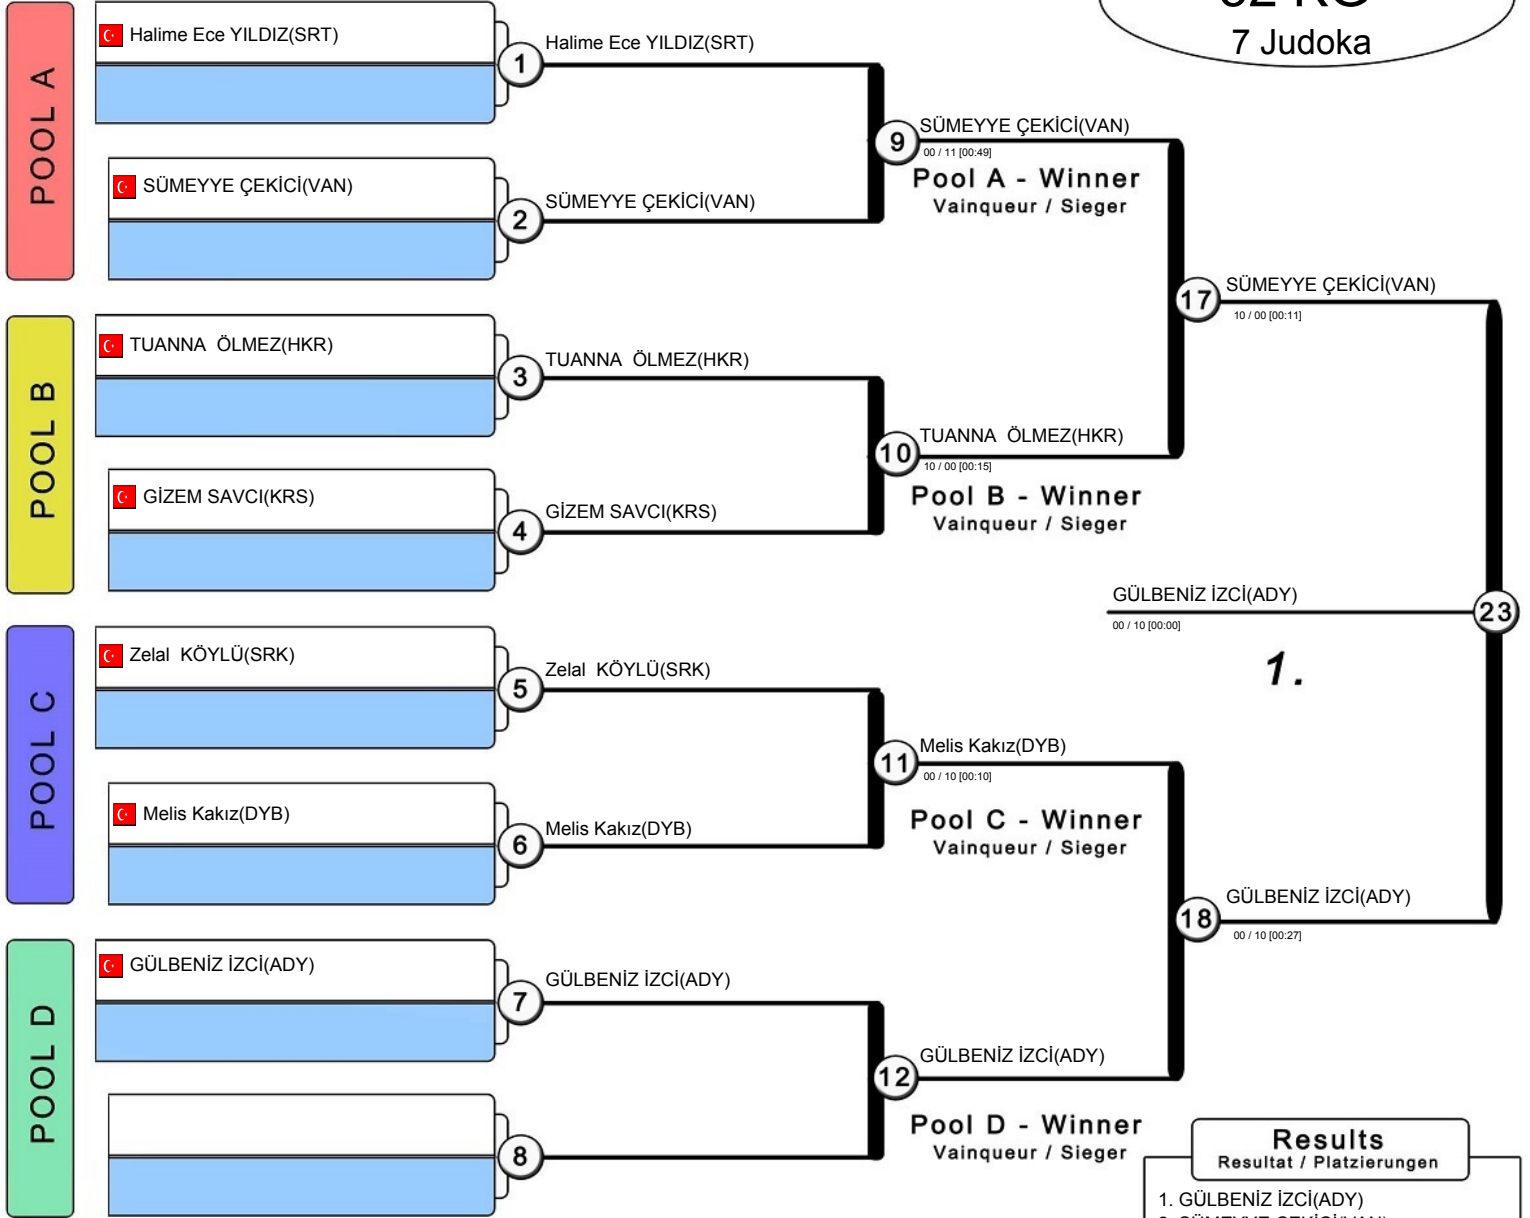 7 Judoka
POOL A
Halime Ece YILDIZ(SRT)
1
Halime Ece YILDIZ(SRT)
SÜMEYYE ÇEKİCİ(VAN)
2
SÜMEYYE ÇEKİCİ(VAN)
9
SÜMEYYE ÇEKİCİ(VAN)
00 / 11 [00:49]
Pool A - Winner
Vainqueur / Sieger
POOL B
TUANNA ÖLMEZ(HKR)
3
TUANNA ÖLMEZ(HKR)
GİZEM SAVCI(KRS)
4
GİZEM SAVCI(KRS)
10
TUANNA ÖLMEZ(HKR)
10 / 00 [00:15]
Pool B - Winner
Vainqueur / Sieger
17
SÜMEYYE ÇEKİCİ(VAN)
10 / 00 [00:11]
POOL C
Zelal KÖYLÜ(SRK)
5
Zelal KÖYLÜ(SRK)
Melis Kakız(DYB)
6
Melis Kakız(DYB)
11
Melis Kakız(DYB)
00 / 10 [00:10]
Pool C - Winner
Vainqueur / Sieger
POOL D
GÜLBENİZ İZCİ(ADY)
7
GÜLBENİZ İZCİ(ADY)
8
12
GÜLBENİZ İZCİ(ADY)
Pool D - Winner
Vainqueur / Sieger
18
GÜLBENİZ İZCİ(ADY)
00 / 10 [00:27]
GÜLBENİZ İZCİ(ADY)
23
00 / 10 [00:00]
1.
Results
Resultat / Platzierungen
1. GÜLBENİZ İZCİ(ADY)